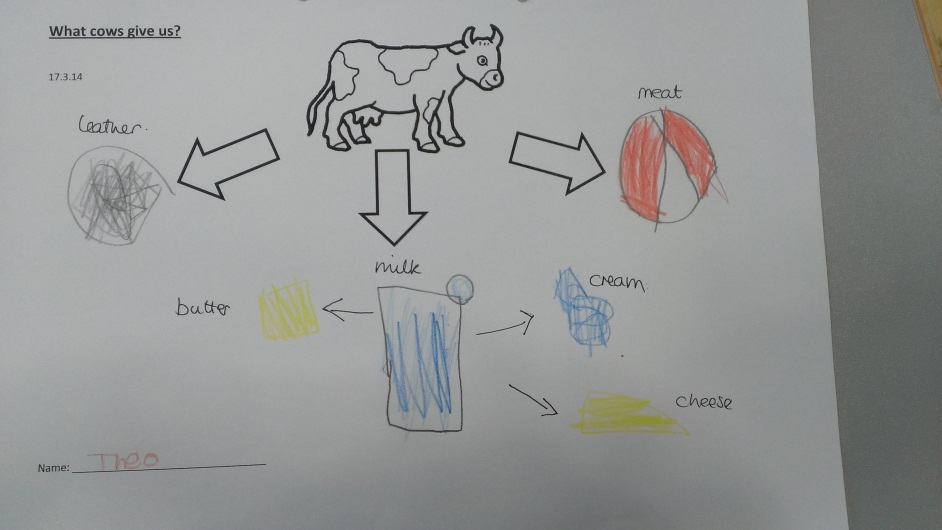 What cows give us?
17.3.14
leather.
meat
milk
butter
cream
cheese
Name: Theo